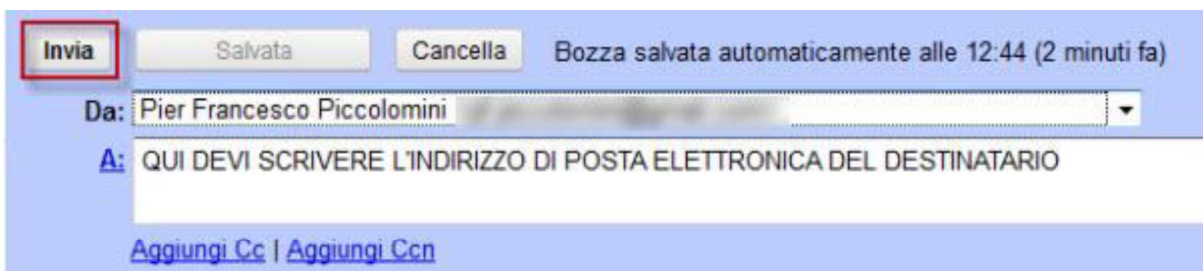 Invia Salvata Cancella Bozza salvata automaticamente alle 12:44 (2 minuti fa)
Da: Pier Francesco Piccolomini
A: QUI DEVI SCRIVERE L'INDIRIZZO DI POSTA ELETTRONICA DEL DESTINATARIO
Aggiungi Cc | Aggiungi Ccn